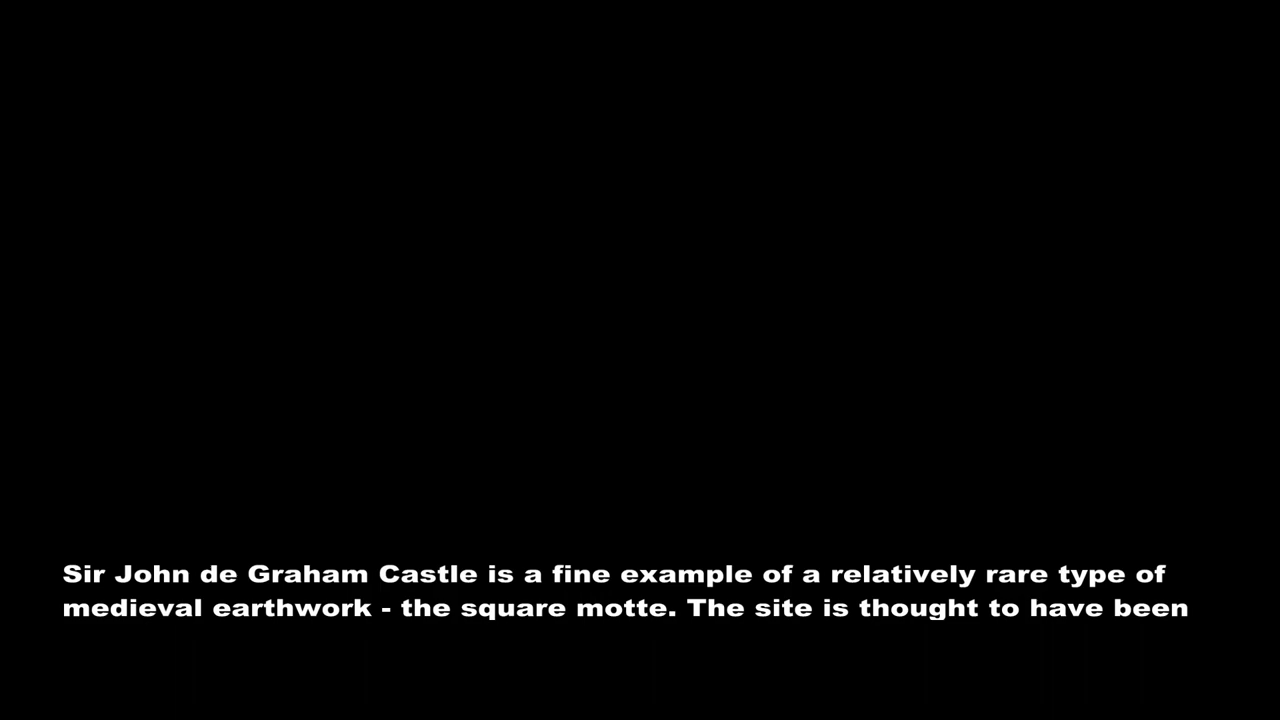 Sir John de Graham Castle is a fine example of a relatively rare type of
medieval earthwork - the square motte. The site is thought to have been